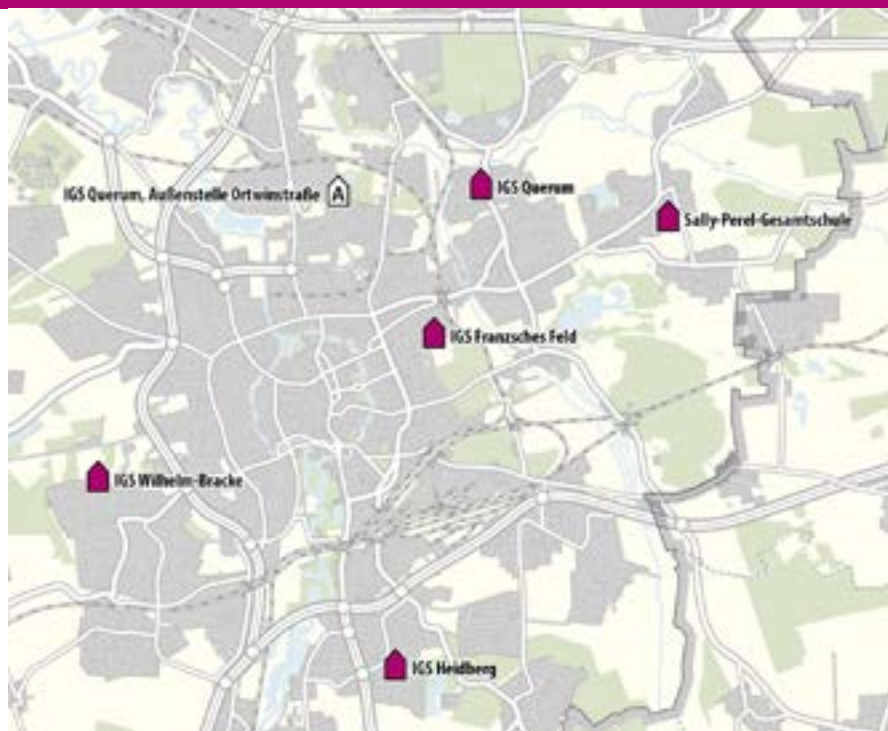 IGS Querum
IGS Querum, Außenstelle Ortwinstraße
A
Sally-Perel-Gesamtschule
IGS Franzsches Feld
IGS Wilhelm-Bracke
IGS Heidberg